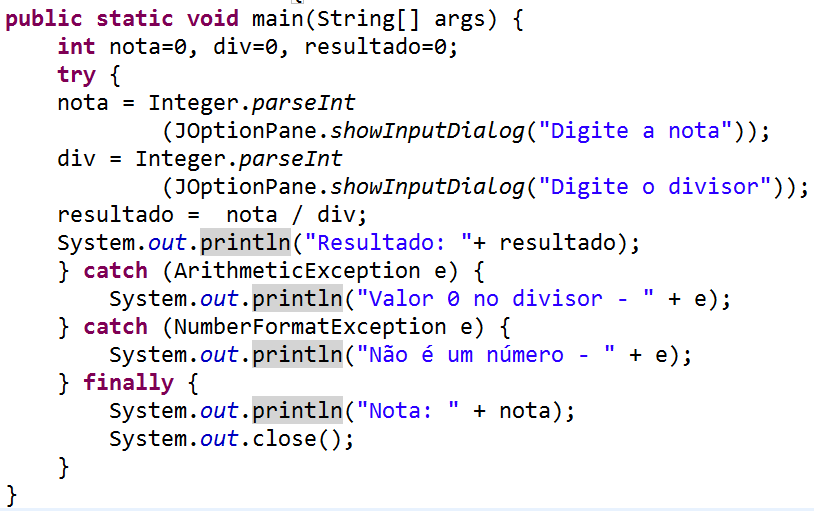 public static void main(String[] args) {
    int nota=0, div=0, resultado=0;
    try {
    nota = Integer.parseInt
            (JOptionPane.showInputDialog("Digite a nota"));
    div = Integer.parseInt
            (JOptionPane.showInputDialog("Digite o divisor"));
    resultado =  nota / div;
    System.out.println("Resultado: "+ resultado);
    } catch (ArithmeticException e) {
        System.out.println("Valor 0 no divisor - " + e);
    } catch (NumberFormatException e) {
        System.out.println("Não é um número - " + e);
    } finally {
        System.out.println("Nota: " + nota);
        System.out.close();
    }
}